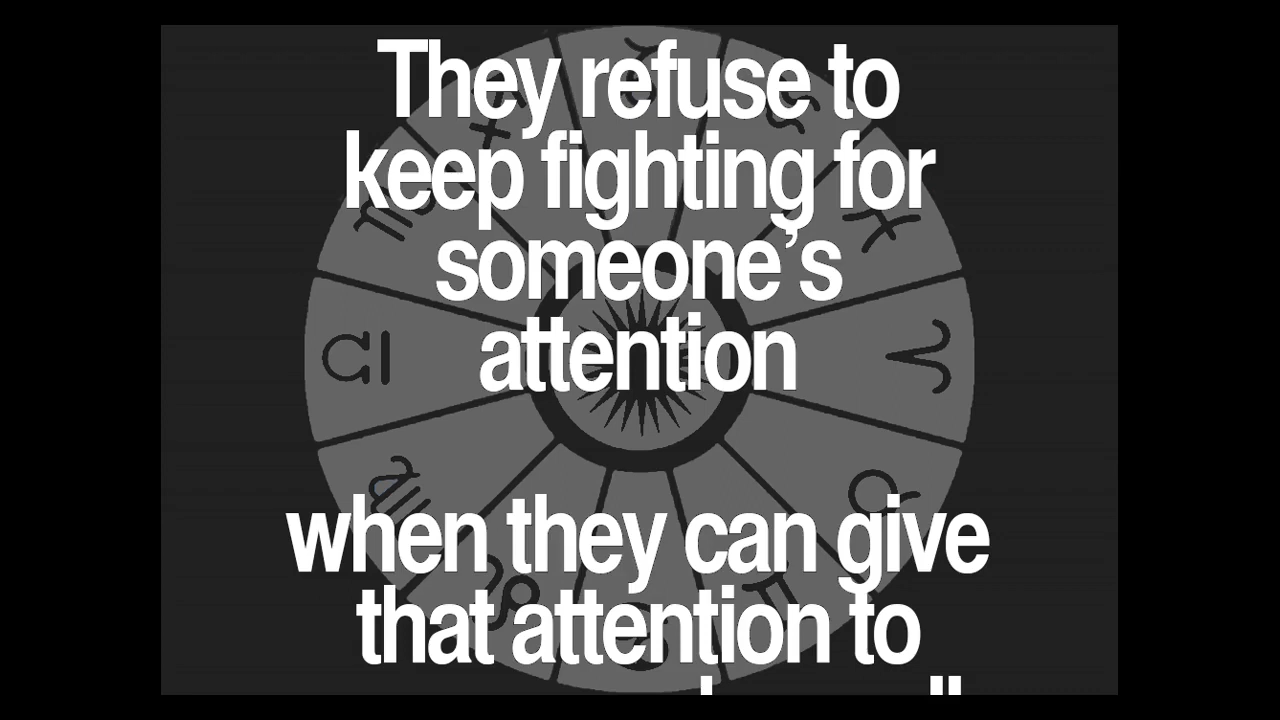 They refuse to
keep fighting for
someone’s
attention
when they can give
that attention to